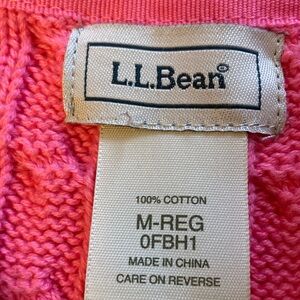 L.L.Bean®
100% COTTON
M-REG
0FBH1
MADE IN CHINA
CARE ON REVERSE